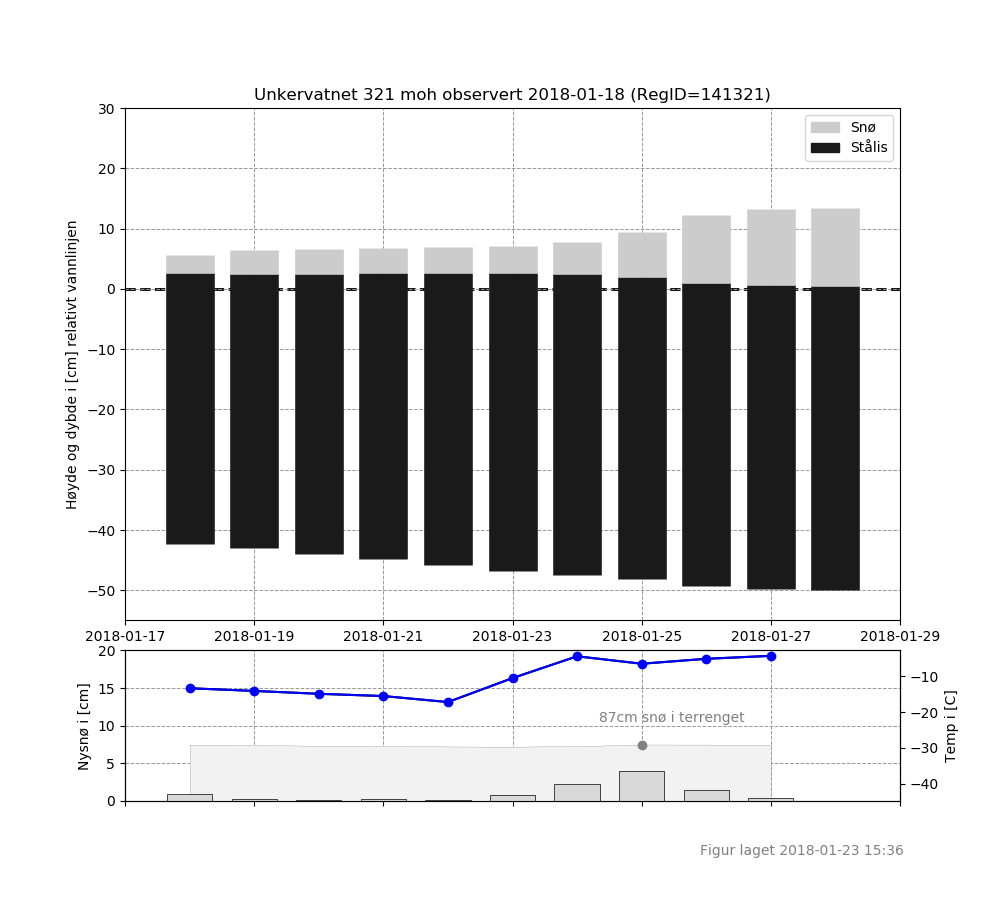 Unkervatnet 321 moh observert 2018-01-18 (RegID=141321)
Snø
Stålis
Høyde og dybde i [cm] relativt vannlinjen
30
20
10
0
−10
−20
−30
−40
−50
2018-01-17 2018-01-19 2018-01-21 2018-01-23 2018-01-25 2018-01-27 2018-01-29
Nysnø i [cm]
20
15
10
5
0
87cm snø i terrenget
−10
−20
−30
−40
Temp i [C]
Figur laget 2018-01-23 15:36